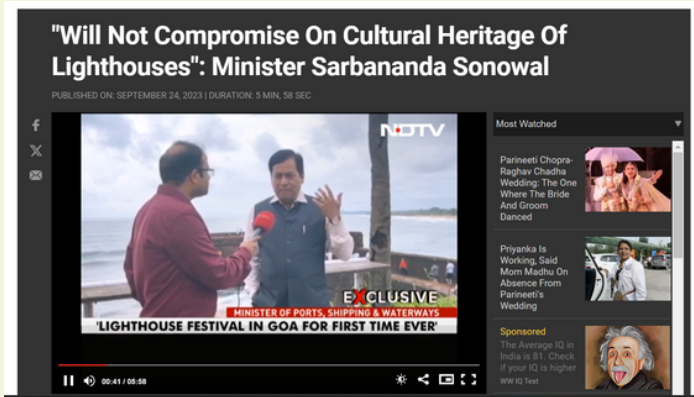 "Will Not Compromise On Cultural Heritage Of
Lighthouses": Minister Sarbananda Sonowal
PUBLISHED ON: SEPTEMBER 24, 2023 | DURATION: 5 MIN, 58 SEC
NDTV
EXCLUSIVE
MINISTER OF PORTS, SHIPPING & WATERWAYS
'LIGHTHOUSE FESTIVAL IN GOA FOR FIRST TIME EVER'
00:41 / 05:58
Most Watched
Parineeti Chopra-
Raghav Chadha
Wedding: The One
Where The Bride
And Groom
Danced
Priyanka Is
Working, Said
Mom Madhu On
Absence From
Parineeti's
Wedding
Sponsored
The Average IQ in
India is 81. Check
if your IQ is higher
WW IQ Test